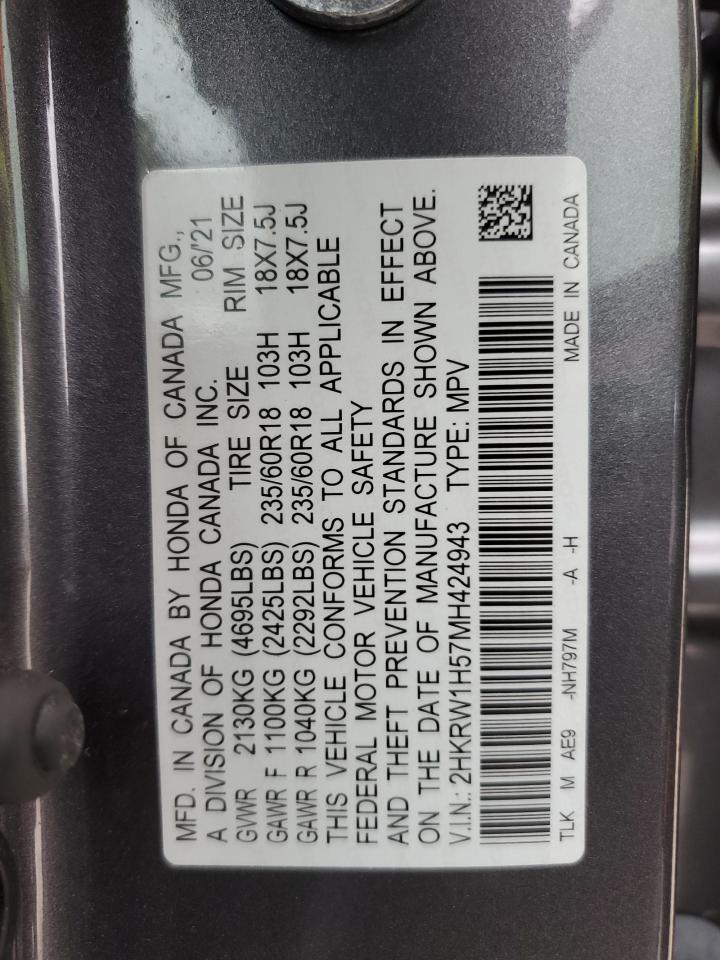 MFD. IN CANADA BY HONDA OF CANADA MFG.,
A DIVISION OF HONDA CANADA INC. 06/'21
GVWR 2130KG (4695LBS) TIRE SIZE RIM SIZE
GAWR F 1100KG (2425LBS) 235/60R18 103H 18X7.5J
GAWR R 1040KG (2292LBS) 235/60R18 103H 18X7.5J
THIS VEHICLE CONFORMS TO ALL APPLICABLE
FEDERAL MOTOR VEHICLE SAFETY
AND THEFT PREVENTION STANDARDS IN EFFECT
ON THE DATE OF MANUFACTURE SHOWN ABOVE.
V.I.N.: 2HKRW1H57MH424943 TYPE: MPV
TLK M AE9 -NH797M -A -H MADE IN CANADA